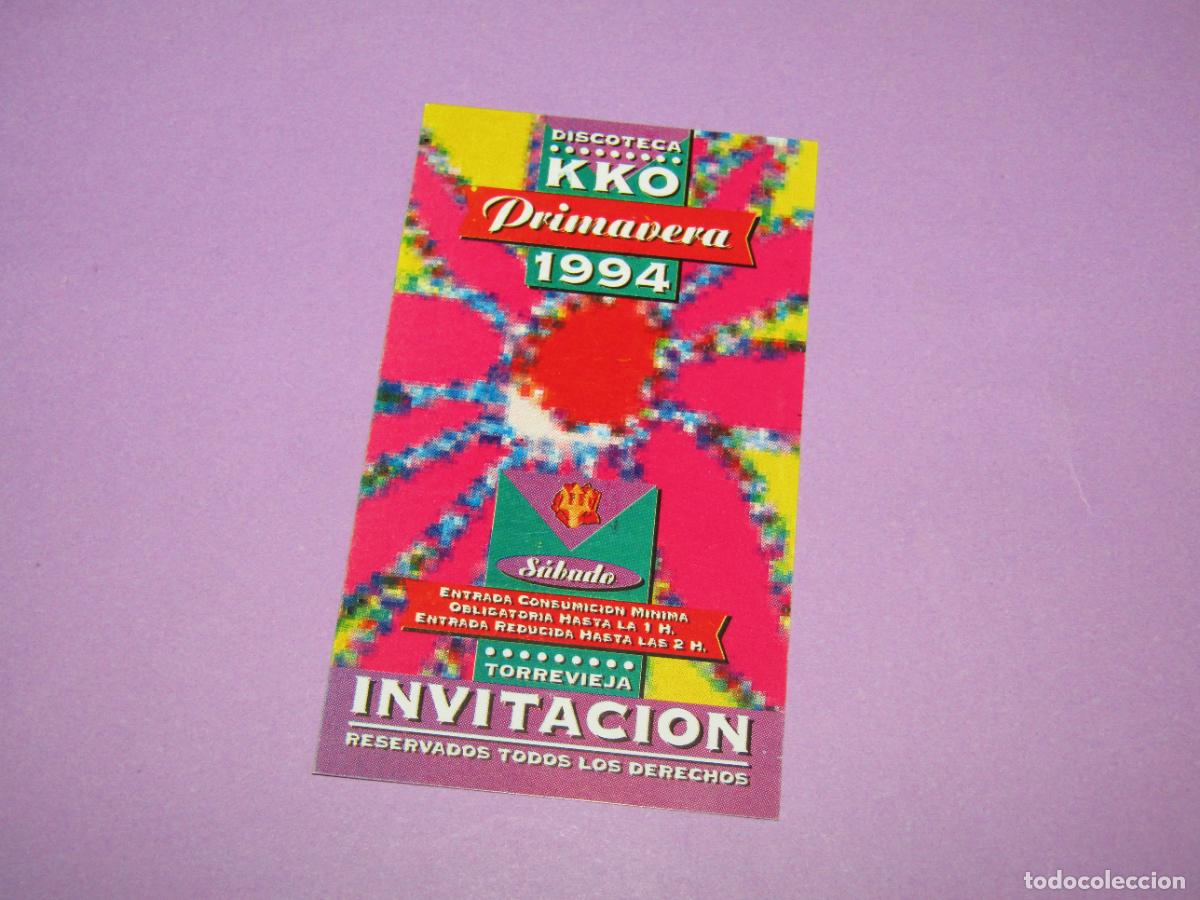 DISCOTECA
KKO
Primavera
1994
Sábado
ENTRADA CONSUMICION MINIMA
OBLIGATORIA HASTA LA 1 H.
ENTRADA REDUCIDA HASTA LAS 2 H.
TORREVIEJA
INVITACION
RESERVADOS TODOS LOS DERECHOS
todocoleccion